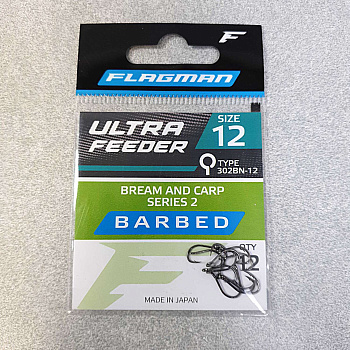 FLAGMAN
ULTRA
FEEDER
SIZE
12
TYPE
302BN-12
BREAM AND CARP
SERIES 2
BARBED
QTY
12
MADE IN JAPAN